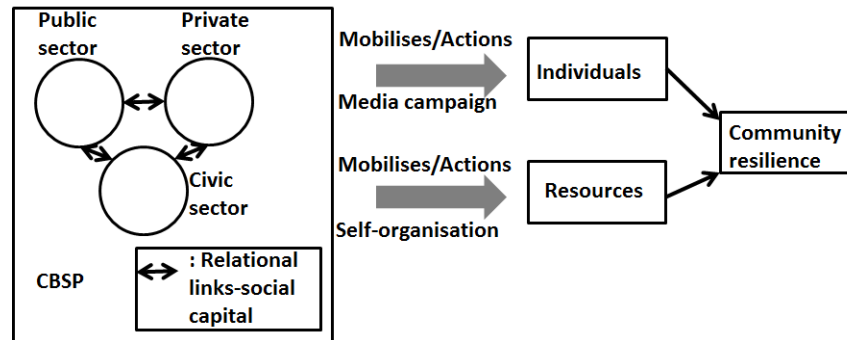 Public
sector
Private
sector
Civic
sector
CBSP
: Relational
links-social
capital
Mobilises/Actions
Media campaign
Mobilises/Actions
Self-organisation
Individuals
Resources
Community
resilience